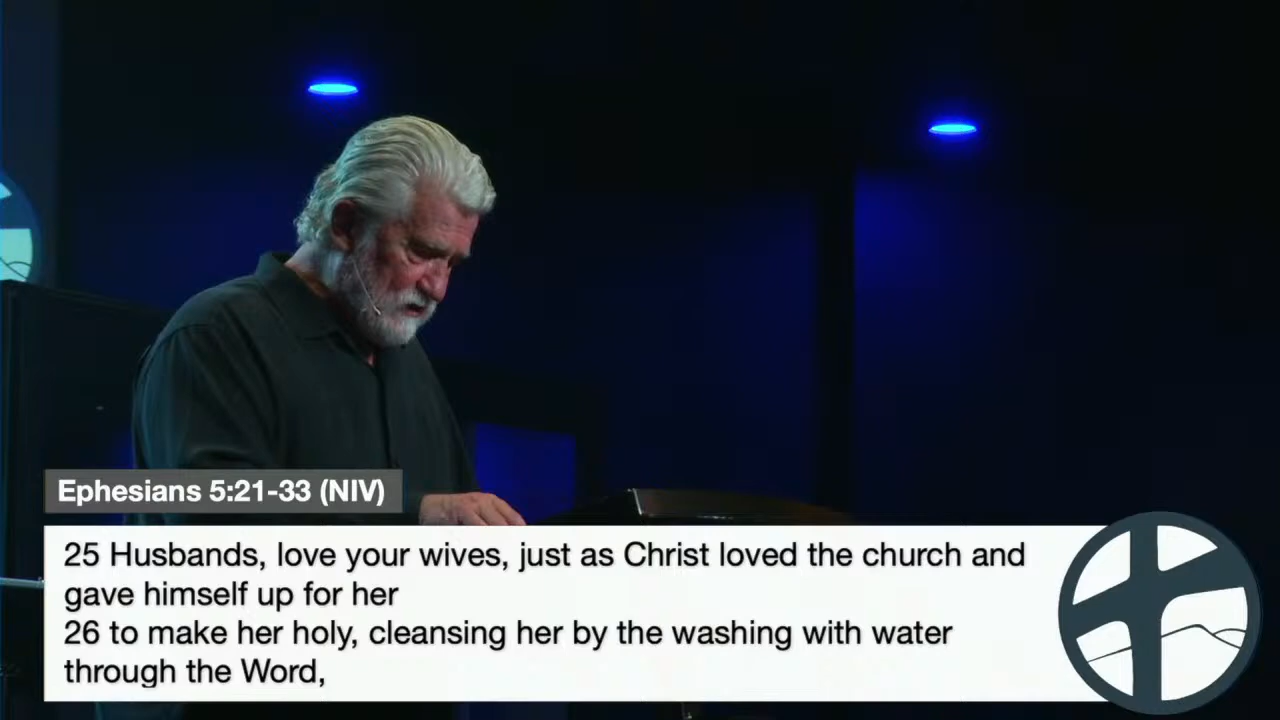 Ephesians 5:21-33 (NIV)
25 Husbands, love your wives, just as Christ loved the church and
gave himself up for her
26 to make her holy, cleansing her by the washing with water
through the Word,